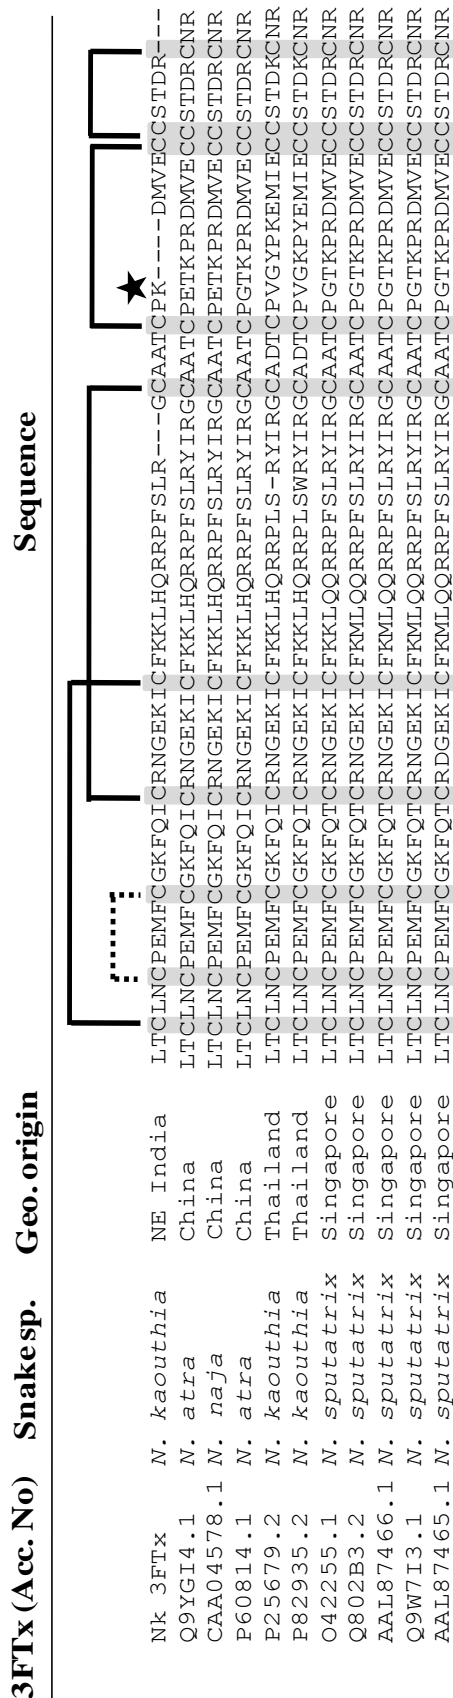 3FTx (Acc. No) Snake sp. Geo. origin Sequence
Nk 3FTx N. kaouthia NE India LTCLNCPEMFCGKFQICRNGEKICFKKLHQRRPFSLR---GCAATCPK----DMVECCSTDR---
Q9YGI4.1 N. atra China LTCLNCPEMFCGKFQICRNGEKICFKKLHQRRPFSLRYIRGCAATCPETKPRDMVECCSTDRCNR
CAA04578.1 N. naja China LTCLNCPEMFCGKFQICRNGEKICFKKLHQRRPFSLRYIRGCAATCPETKPRDMVECCSTDRCNR
P60814.1 N. atra China LTCLNCPEMFCGKFQICRNGEKICFKKLHQRRPFSLRYIRGCAATCPGTKPRDMVECCSTDRCNR
P25679.2 N. kaouthia Thailand LTCLNCPEMFCGKFQICRNGEKICFKKLHQRRPLS-RYIRGCADTCPVGYPKEMIECCSTDKCNR
P82935.2 N. kaouthia Thailand LTCLNCPEMFCGKFQICRNGEKICFKKLHQRRPLSWRYIRGCADTCPVGKPYEMIECCSTDKCNR
O42255.1 N. sputatrix Singapore LTCLNCPEMFCGKFQTCRNGEKICFKKLQQRRPFSLRYIRGCAATCPGTKPRDMVECCSTDRCNR
Q802B3.2 N. sputatrix Singapore LTCLNCPEMFCGKFQTCRNGEKICFKMLQQRRPFSLRYIRGCAATCPGTKPRDMVECCSTDRCNR
AAL87466.1 N. sputatrix Singapore LTCLNCPEMFCGKFQTCRNGEKICFKMLQQRRPFSLRYIRGCAATCPGTKPRDMVECCSTDRCNR
Q9W7I3.1 N. sputatrix Singapore LTCLNCPEMFCGKFQTCRNGEKICFKMLQQRRPFSLRYIRGCAATCPGTKPRDMVECCSTDRCNR
AAL87465.1 N. sputatrix Singapore LTCLNCPEMFCGKFQTCRDGEKICFKMLQQRRPFSLRYIRGCAATCPGTKPRDMVECCSTDRCNR